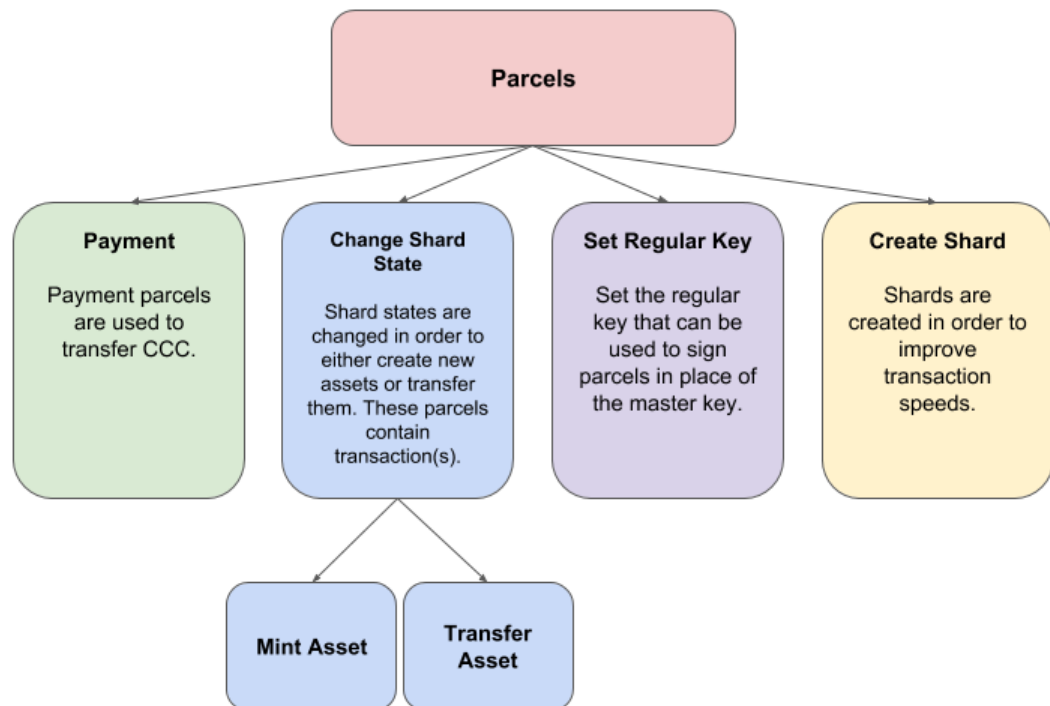 Parcels
Payment
Payment parcels
are used to
transfer CCC.
Change Shard
State
Shard states are
changed in order to
either create new
assets or transfer
them. These parcels
contain
transaction(s).
Set Regular Key
Set the regular
key that can be
used to sign
parcels in place of
the master key.
Create Shard
Shards are
created in order to
improve
transaction
speeds.
Mint Asset
Transfer
Asset